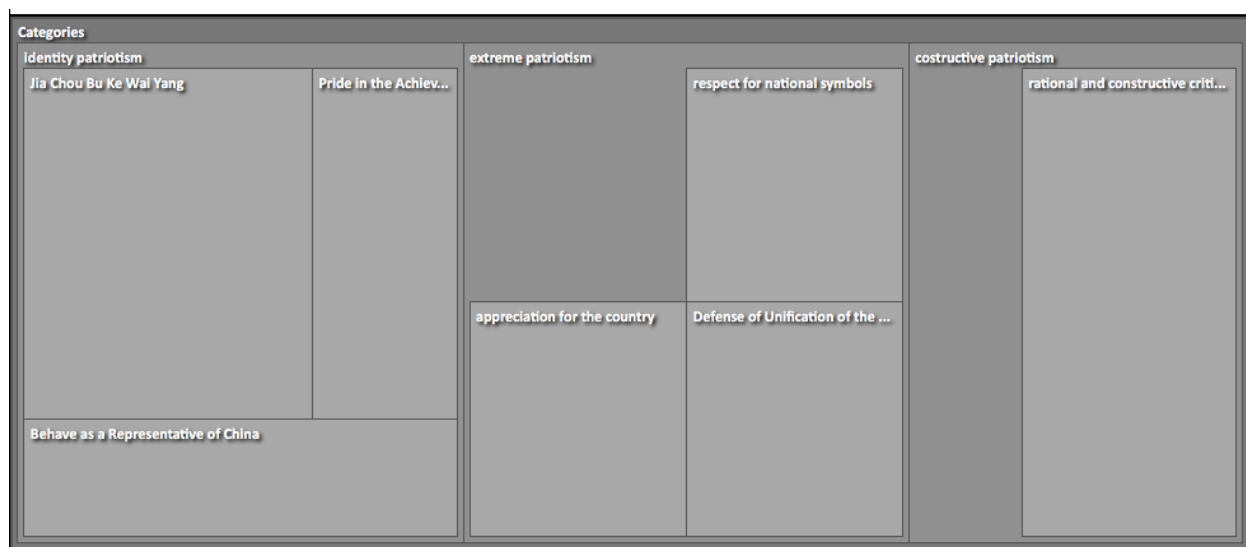 Categories
identity patriotism
Jia Chou Bu Ke Wai Yang
Pride in the Achiev...
Behave as a Representative of China
extreme patriotism
respect for national symbols
appreciation for the country
Defense of Unification of the ...
costructive patriotism
rational and constructive criti...